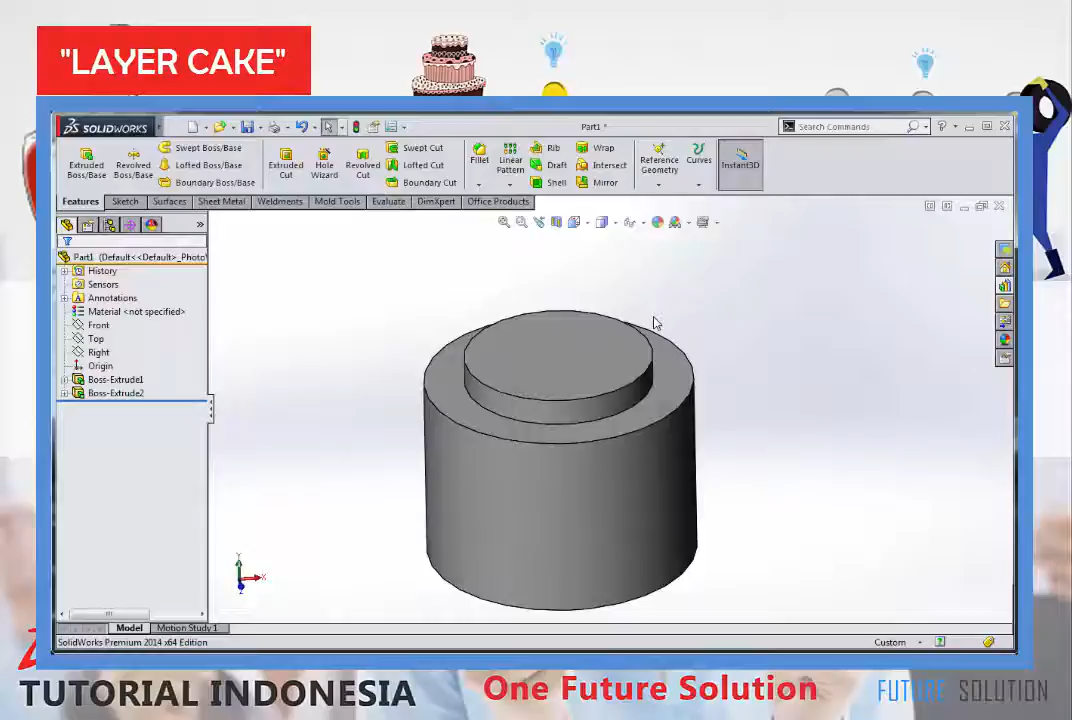 "LAYER CAKE"
SOLIDWORKS
Part1 *
Search Commands
Extruded Boss/Base
Revolved Boss/Base
Swept Boss/Base
Lofted Boss/Base
Boundary Boss/Base
Extruded Cut
Hole Wizard
Revolved Cut
Swept Cut
Lofted Cut
Boundary Cut
Fillet
Linear Pattern
Rib
Draft
Shell
Wrap
Intersect
Mirror
Reference Geometry
Curves
Instant3D
Features Sketch Surfaces Sheet Metal Weldments Mold Tools Evaluate DimXpert Office Products
Part1 (Default<<Default>_Photo
History
Sensors
Annotations
Material <not specified>
Front
Top
Right
Origin
Boss-Extrude1
Boss-Extrude2
Y
X
Z
Model Motion Study 1
SolidWorks Premium 2014 x64 Edition
Custom
TUTORIAL INDONESIA
One Future Solution
FUTURE SOLUTION